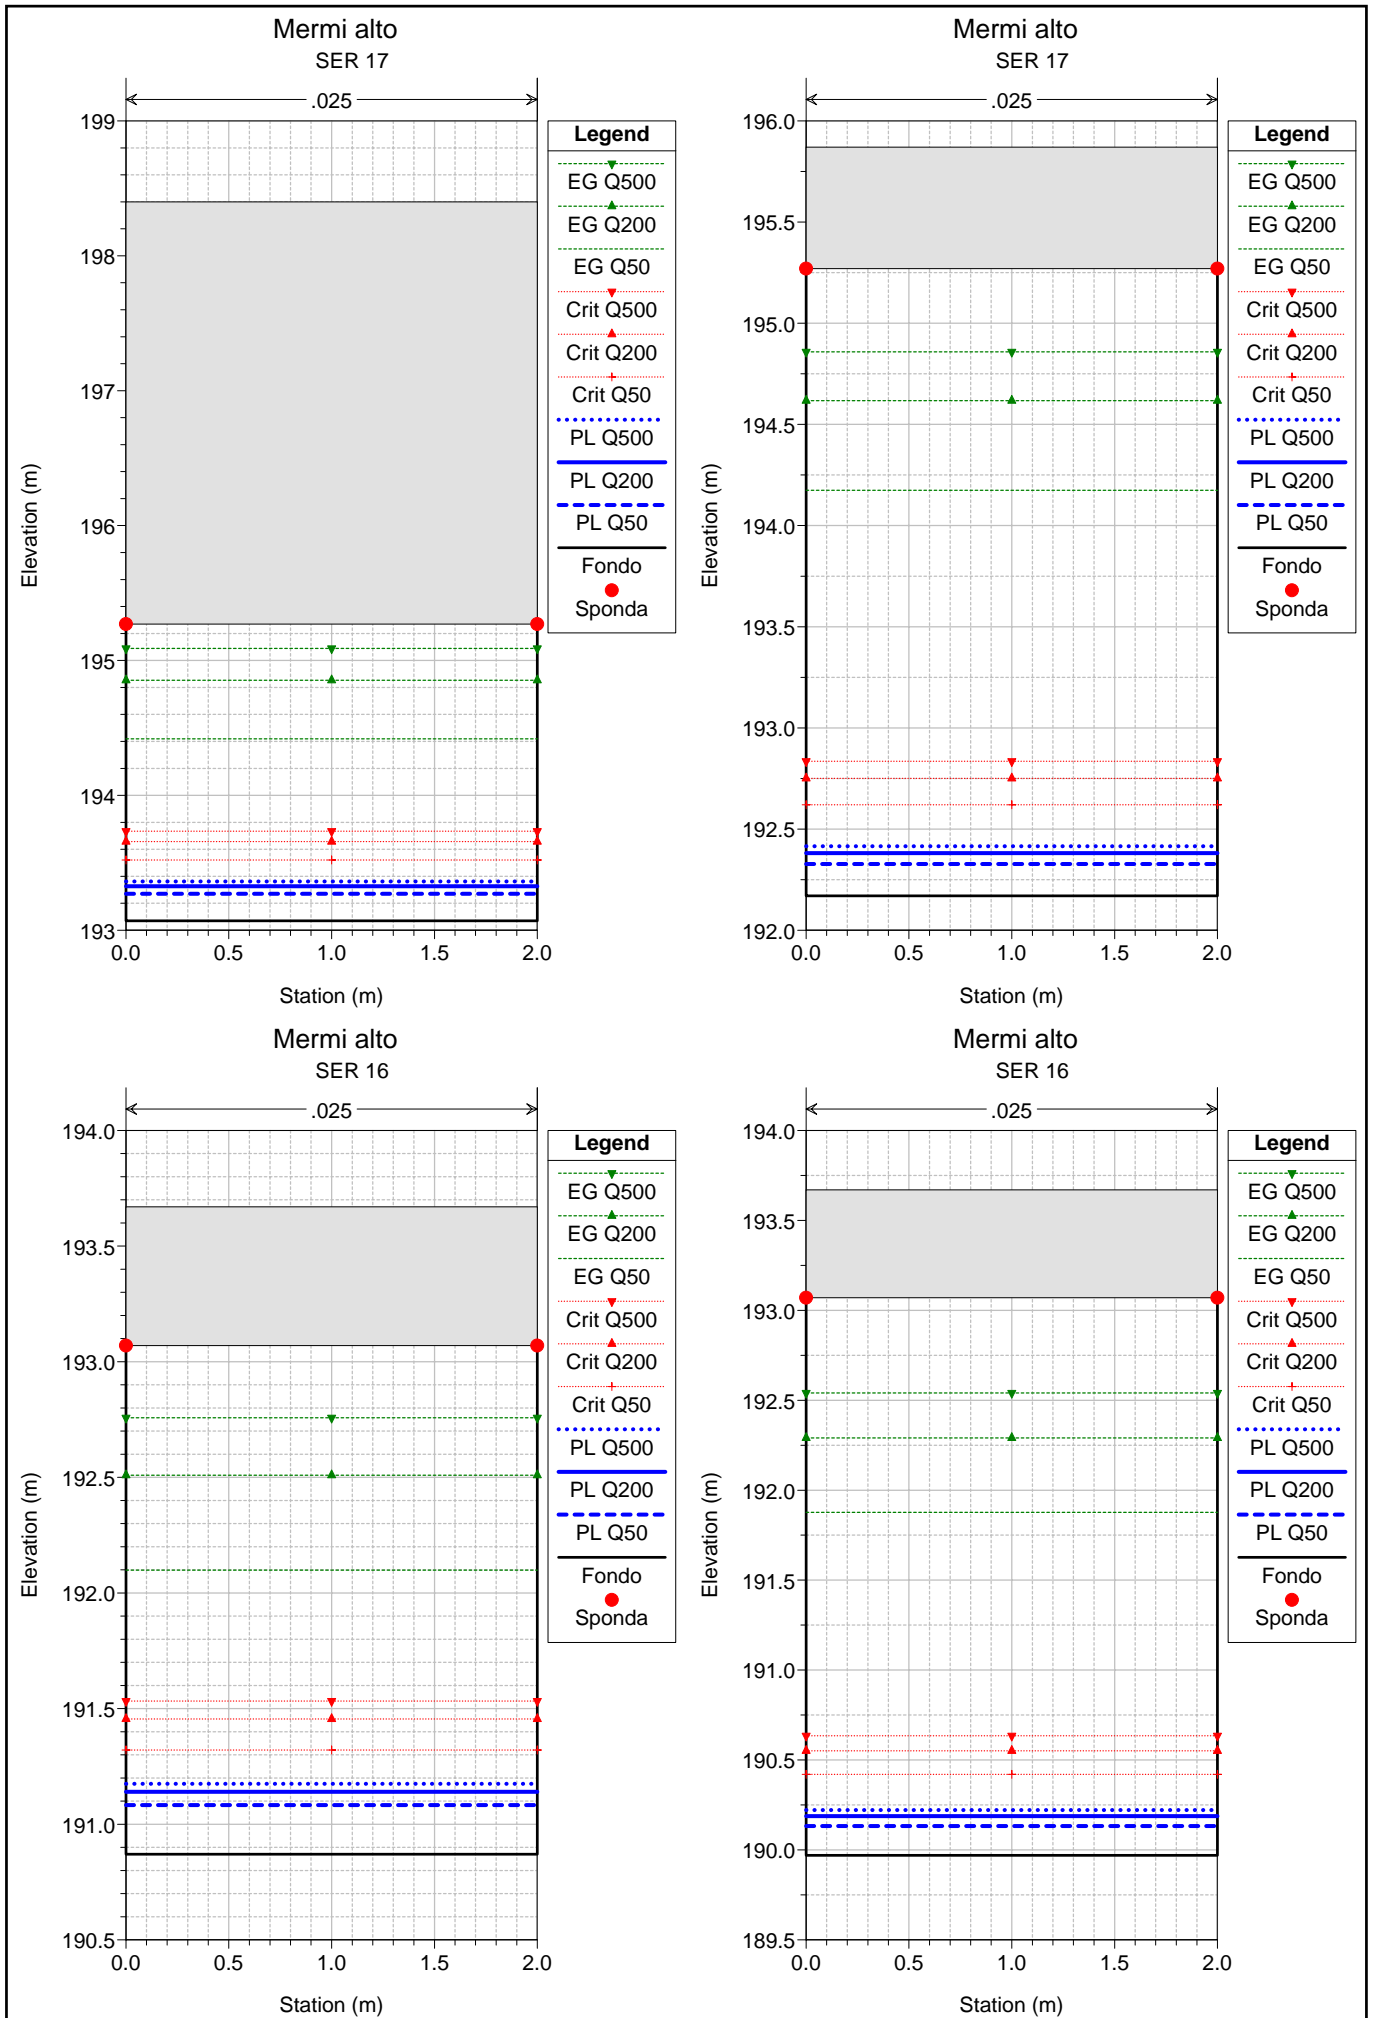 Mermi alto
SER 17
.025
199
198
197
196
195
194
193
0.0 0.5 1.0 1.5 2.0
Elevation (m)
Station (m)
Legend
EG Q500
EG Q200
EG Q50
Crit Q500
Crit Q200
Crit Q50
PL Q500
PL Q200
PL Q50
Fondo
Sponda
Mermi alto
SER 17
.025
196.0
195.5
195.0
194.5
194.0
193.5
193.0
192.5
192.0
0.0 0.5 1.0 1.5 2.0
Elevation (m)
Station (m)
Legend
EG Q500
EG Q200
EG Q50
Crit Q500
Crit Q200
Crit Q50
PL Q500
PL Q200
PL Q50
Fondo
Sponda
Mermi alto
SER 16
.025
194.0
193.5
193.0
192.5
192.0
191.5
191.0
190.5
0.0 0.5 1.0 1.5 2.0
Elevation (m)
Station (m)
Legend
EG Q500
EG Q200
EG Q50
Crit Q500
Crit Q200
Crit Q50
PL Q500
PL Q200
PL Q50
Fondo
Sponda
Mermi alto
SER 16
.025
194.0
193.5
193.0
192.5
192.0
191.5
191.0
190.5
190.0
189.5
0.0 0.5 1.0 1.5 2.0
Elevation (m)
Station (m)
Legend
EG Q500
EG Q200
EG Q50
Crit Q500
Crit Q200
Crit Q50
PL Q500
PL Q200
PL Q50
Fondo
Sponda